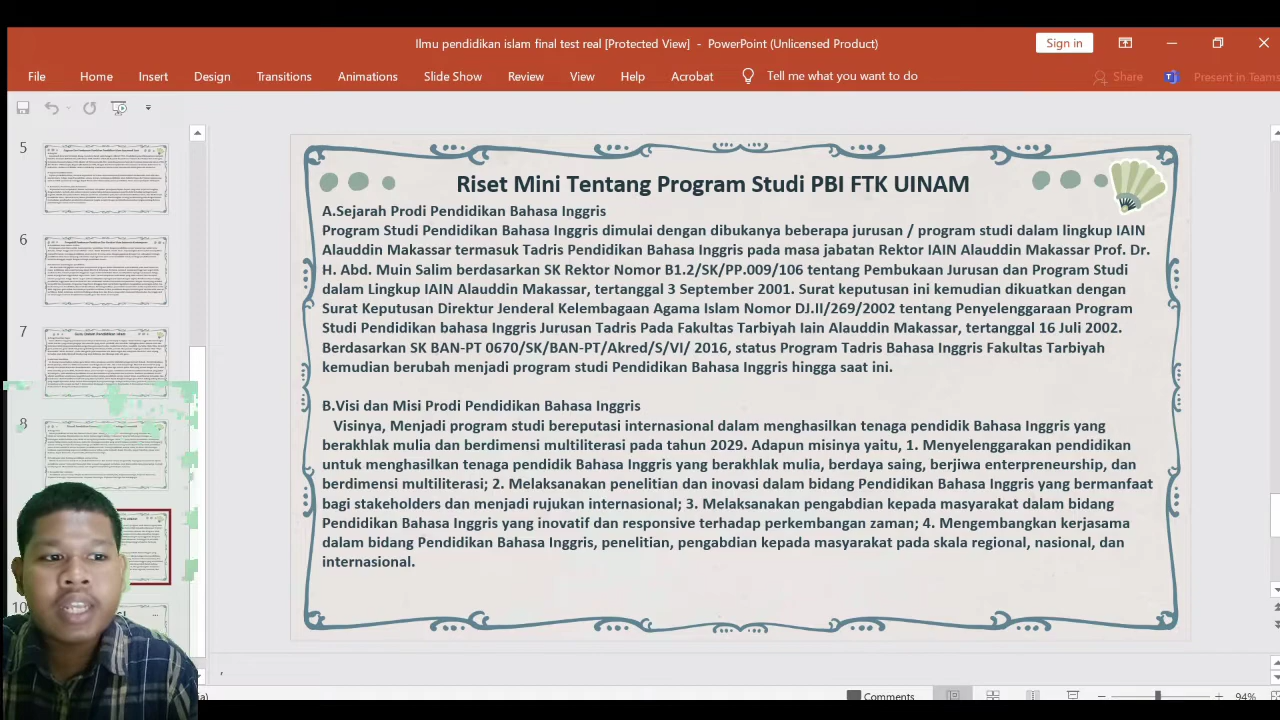 Ilmu pendidikan islam final test real [Protected View] - PowerPoint (Unlicensed Product)
Sign in
File Home Insert Design Transitions Animations Slide Show Review View Help Acrobat Tell me what you want to do Share Present in Teams
5
6
7
8
10
Riset Mini Tentang Program Studi PBI FTK UINAM
A.Sejarah Prodi Pendidikan Bahasa Inggris
Program Studi Pendidikan Bahasa Inggris dimulai dengan dibukanya beberapa jurusan / program studi dalam lingkup IAIN
Alauddin Makassar termasuk Tadris Pendidikan Bahasa Inggris pada masa jabatan Rektor IAIN Alauddin Makassar Prof. Dr.
H. Abd. Muin Salim berdasarkan SK Rektor Nomor B1.2/SK/PP.009/106 tentang Pembukaan Jurusan dan Program Studi
dalam Lingkup IAIN Alauddin Makassar, tertanggal 3 September 2001. Surat keputusan ini kemudian dikuatkan dengan
Surat Keputusan Direktur Jenderal Kelembagaan Agama Islam Nomor DJ.II/269/2002 tentang Penyelenggaraan Program
Studi Pendidikan bahasa Inggris Jurusan Tadris Pada Fakultas Tarbiyah Iain Alauddin Makassar, tertanggal 16 Juli 2002.
Berdasarkan SK BAN-PT 0670/SK/BAN-PT/Akred/S/VI/ 2016, status program Tadris Bahasa Inggris Fakultas Tarbiyah
kemudian berubah menjadi program studi Pendidikan Bahasa Inggris hingga saat ini.
B.Visi dan Misi Prodi Pendidikan Bahasa Inggris
Visinya, Menjadi program studi bereputasi internasional dalam menghasilkan tenaga pendidik Bahasa Inggris yang
berakhlak mulia dan berdimensi multiliterasi pada tahun 2029. Adapun misinya yaitu, 1. Menyelenggarakan pendidikan
untuk menghasilkan tenaga pendidik Bahasa Inggris yang berakhlak mulia, berdaya saing, berjiwa enterpreneurship, dan
berdimensi multiliterasi; 2. Melaksanakan penelitian dan inovasi dalam bidang Pendidikan Bahasa Inggris yang bermanfaat
bagi stakeholders dan menjadi rujukan internasional; 3. Melaksanakan pengabdian kepada masyarakat dalam bidang
Pendidikan Bahasa Inggris yang inovatif dan responsive terhadap perkembangan zaman; 4. Mengembangkan kerjasama
dalam bidang Pendidikan Bahasa Inggris, penelitian, pengabdian kepada masyarakat pada skala regional, nasional, dan
internasional.
Comments
94%